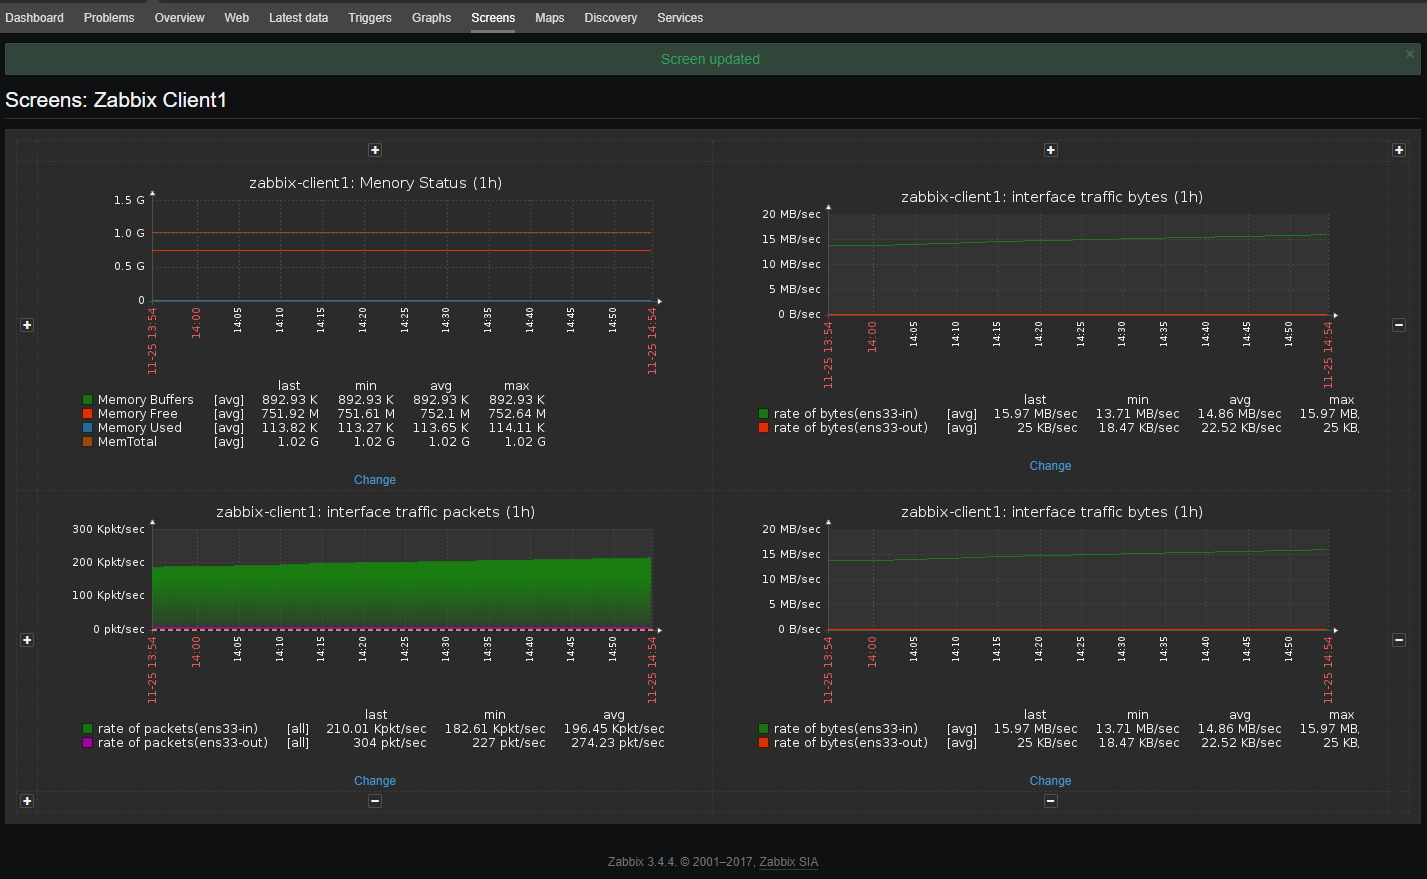 Dashboard Problems Overview Web Latest data Triggers Graphs Screens Maps Discovery Services
Screen updated
Screens: Zabbix Client1
zabbix-client1: Menory Status (1h)
1.5 G
1.0 G
0.5 G
0
11-25 13:54 14:00 14:05 14:10 14:15 14:20 14:25 14:30 14:35 14:40 14:45 14:50 11-25 14:54
last min avg max
Memory Buffers [avg] 892.93 K 892.93 K 892.93 K 892.93 K
Memory Free [avg] 751.92 M 751.61 M 752.1 M 752.64 M
Memory Used [avg] 113.82 K 113.27 K 113.65 K 114.11 K
MemTotal [avg] 1.02 G 1.02 G 1.02 G 1.02 G
Change
zabbix-client1: interface traffic bytes (1h)
20 MB/sec
15 MB/sec
10 MB/sec
5 MB/sec
0 B/sec
11-25 13:54 14:00 14:05 14:10 14:15 14:20 14:25 14:30 14:35 14:40 14:45 14:50 11-25 14:54
last min avg max
rate of bytes(ens33-in) [avg] 15.97 MB/sec 13.71 MB/sec 14.86 MB/sec 15.97 MB,
rate of bytes(ens33-out) [avg] 25 KB/sec 18.47 KB/sec 22.52 KB/sec 25 KB,
Change
zabbix-client1: interface traffic packets (1h)
300 Kpkt/sec
200 Kpkt/sec
100 Kpkt/sec
0 pkt/sec
11-25 13:54 14:00 14:05 14:10 14:15 14:20 14:25 14:30 14:35 14:40 14:45 14:50 11-25 14:54
last min avg
rate of packets(ens33-in) [all] 210.01 Kpkt/sec 182.61 Kpkt/sec 196.45 Kpkt/sec
rate of packets(ens33-out) [all] 304 pkt/sec 227 pkt/sec 274.23 pkt/sec
Change
zabbix-client1: interface traffic bytes (1h)
20 MB/sec
15 MB/sec
10 MB/sec
5 MB/sec
0 B/sec
11-25 13:54 14:00 14:05 14:10 14:15 14:20 14:25 14:30 14:35 14:40 14:45 14:50 11-25 14:54
last min avg max
rate of bytes(ens33-in) [avg] 15.97 MB/sec 13.71 MB/sec 14.86 MB/sec 15.97 MB,
rate of bytes(ens33-out) [avg] 25 KB/sec 18.47 KB/sec 22.52 KB/sec 25 KB,
Change
Zabbix 3.4.4. © 2001–2017, Zabbix SIA